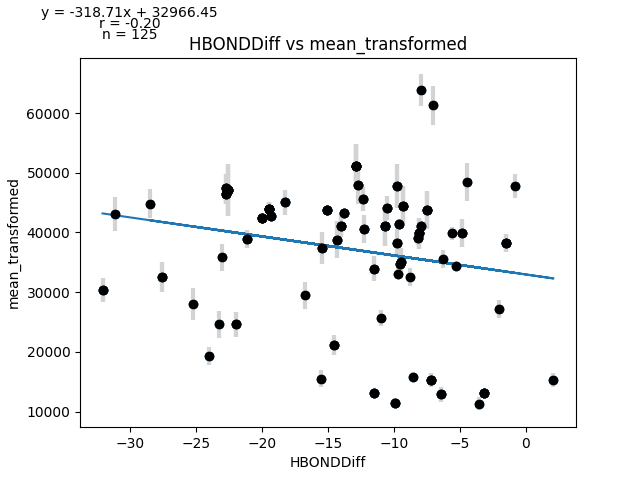 y = -318.71x + 32966.45
r = -0.20
n = 125
HBONDDiff vs mean_transformed
mean_transformed
60000
50000
40000
30000
20000
10000
−30
−25
−20
−15
−10
−5
0
HBONDDiff